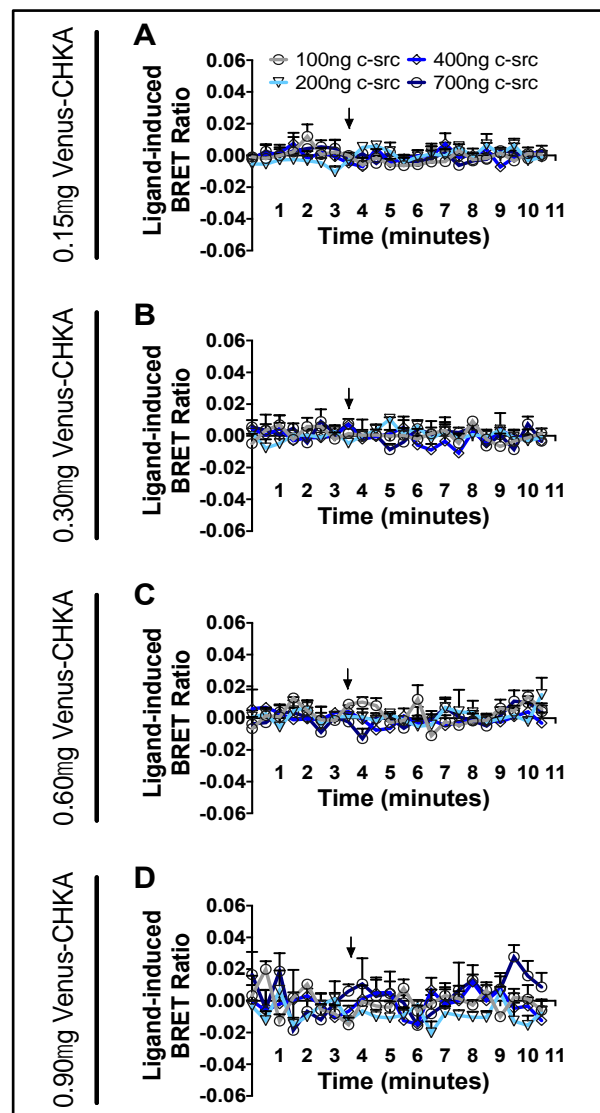 A
0.15mg Venus-CHKA
Ligand-induced
BRET Ratio
0.06
0.04
0.02
0.00
-0.02
-0.04
-0.06
100ng c-src 400ng c-src
200ng c-src 700ng c-src
1 2 3 4 5 6 7 8 9 10 11
Time (minutes)
B
0.30mg Venus-CHKA
Ligand-induced
BRET Ratio
0.06
0.04
0.02
0.00
-0.02
-0.04
-0.06
1 2 3 4 5 6 7 8 9 10 11
Time (minutes)
C
0.60mg Venus-CHKA
Ligand-induced
BRET Ratio
0.06
0.04
0.02
0.00
-0.02
-0.04
-0.06
1 2 3 4 5 6 7 8 9 10 11
Time (minutes)
D
0.90mg Venus-CHKA
Ligand-induced
BRET Ratio
0.06
0.04
0.02
0.00
-0.02
-0.04
-0.06
1 2 3 4 5 6 7 8 9 10 11
Time (minutes)